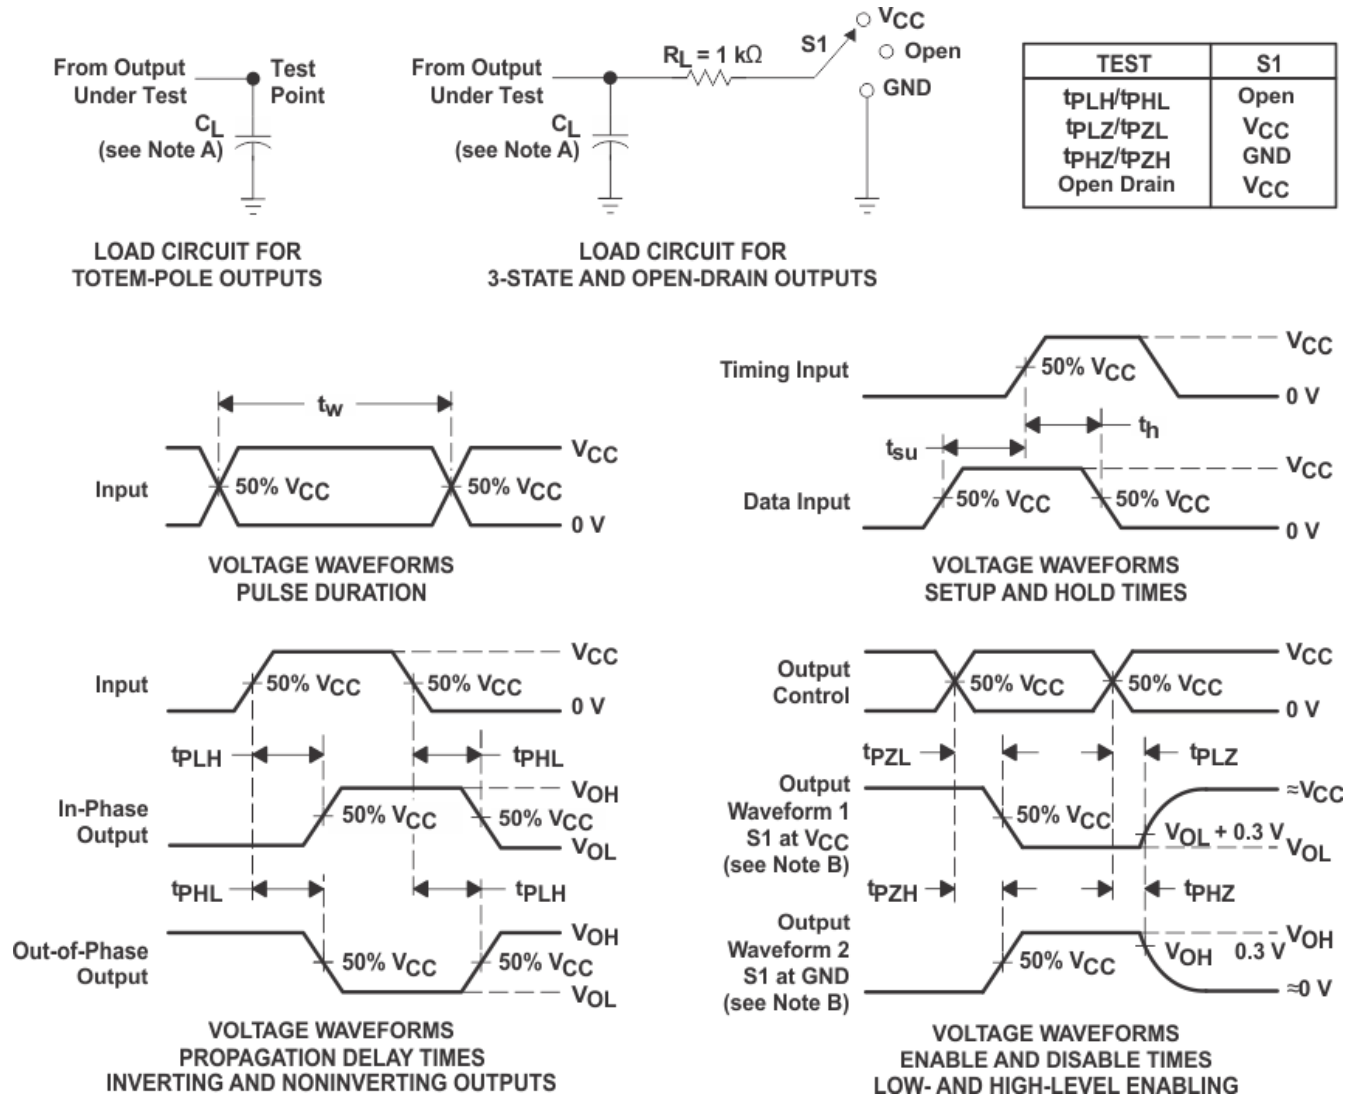 From Output
Under Test
Test
Point
CL
(see Note A)
LOAD CIRCUIT FOR
TOTEM-POLE OUTPUTS
From Output
Under Test
CL
(see Note A)
RL = 1 kΩ
S1
VCC
Open
GND
LOAD CIRCUIT FOR
3-STATE AND OPEN-DRAIN OUTPUTS
TEST S1
tPLH/tPHL Open
tPLZ/tPZL VCC
tPHZ/tPZH GND
Open Drain VCC
tw
Input
50% VCC
50% VCC
VCC
0 V
VOLTAGE WAVEFORMS
PULSE DURATION
Timing Input
50% VCC
VCC
0 V
tsu
th
Data Input
50% VCC
50% VCC
VCC
0 V
VOLTAGE WAVEFORMS
SETUP AND HOLD TIMES
Input
50% VCC
50% VCC
VCC
0 V
tPLH
tPHL
In-Phase
Output
50% VCC
50% VCC
VOH
VOL
tPHL
tPLH
Out-of-Phase
Output
50% VCC
50% VCC
VOH
VOL
VOLTAGE WAVEFORMS
PROPAGATION DELAY TIMES
INVERTING AND NONINVERTING OUTPUTS
Output
Control
50% VCC
50% VCC
VCC
0 V
tPZL
tPLZ
Output
Waveform 1
S1 at VCC
(see Note B)
50% VCC
VOL + 0.3 V
≈VCC
VOL
tPZH
tPHZ
Output
Waveform 2
S1 at GND
(see Note B)
50% VCC
VOH 0.3 V
VOH
≈0 V
VOLTAGE WAVEFORMS
ENABLE AND DISABLE TIMES
LOW- AND HIGH-LEVEL ENABLING